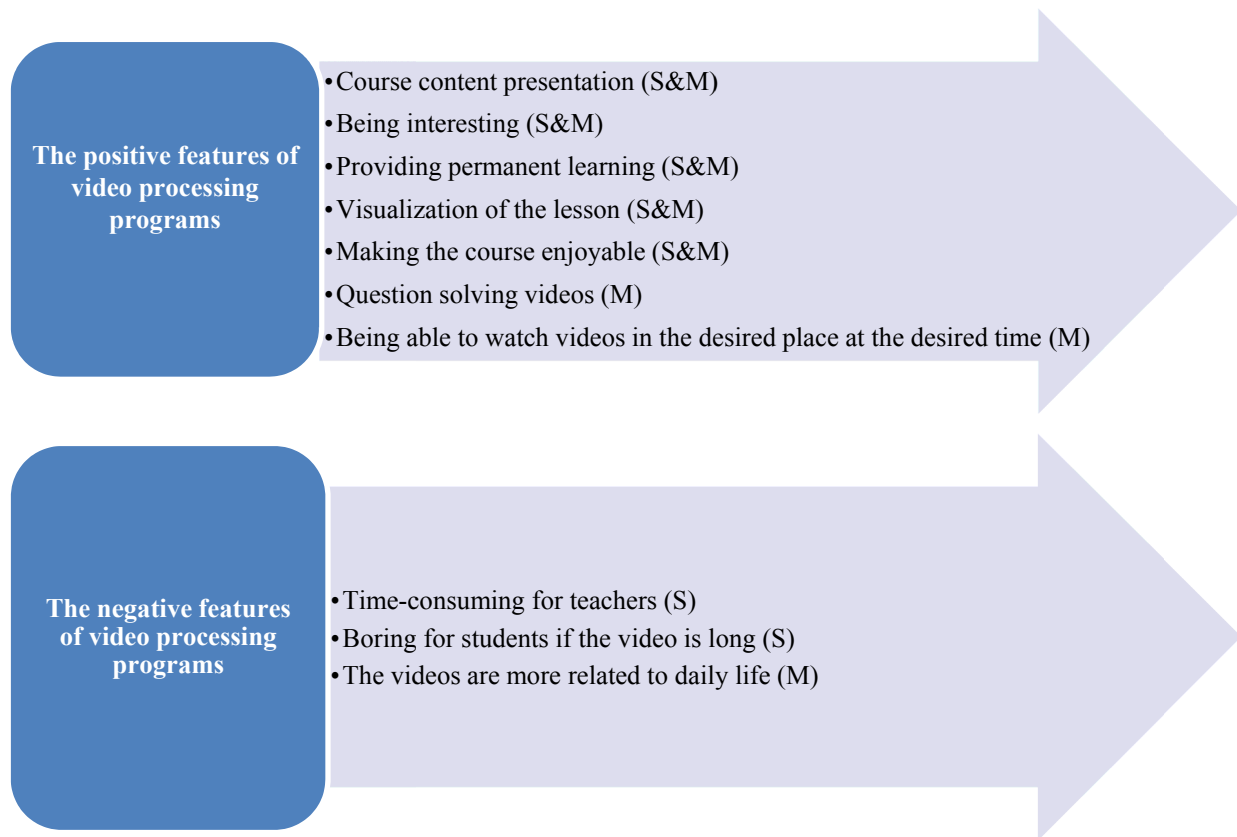 The positive features of
video processing
programs
•Course content presentation (S&M)
•Being interesting (S&M)
•Providing permanent learning (S&M)
•Visualization of the lesson (S&M)
•Making the course enjoyable (S&M)
•Question solving videos (M)
•Being able to watch videos in the desired place at the desired time (M)
The negative features
of video processing
programs
•Time-consuming for teachers (S)
•Boring for students if the video is long (S)
•The videos are more related to daily life (M)